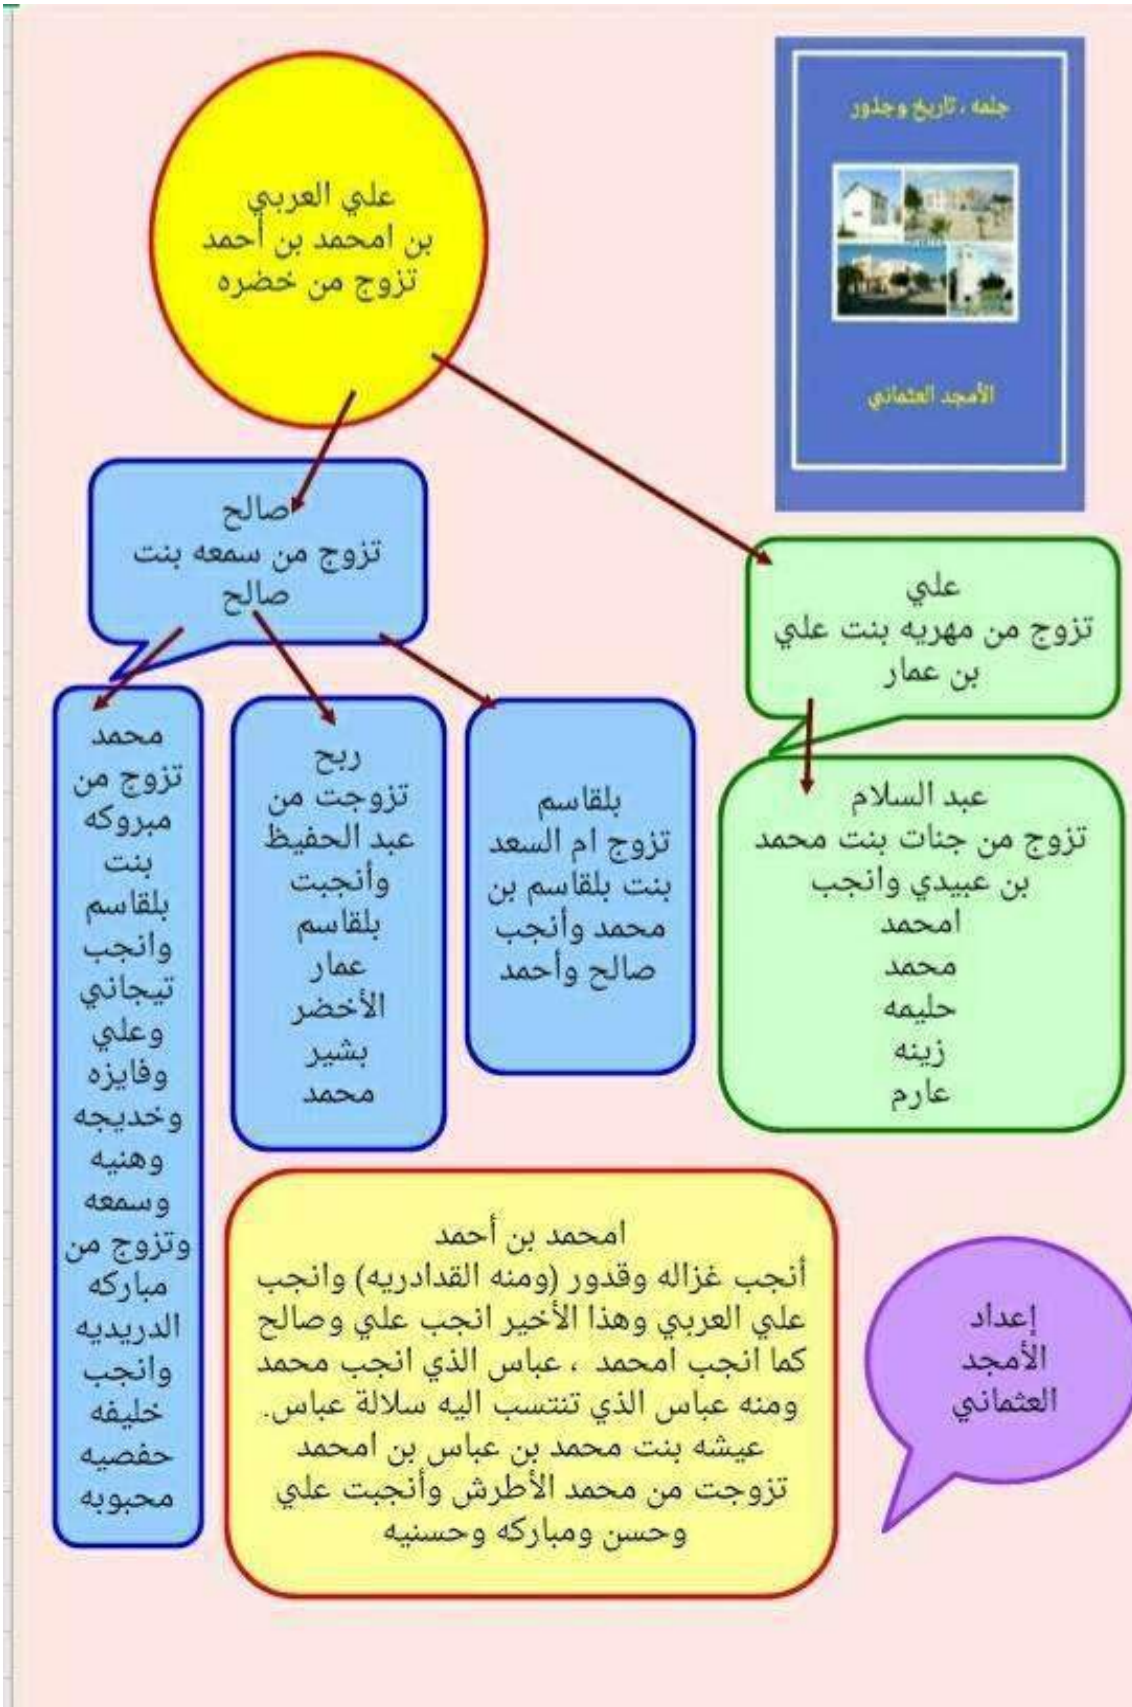 جلمه ، تاريخ وجذور
الأمجد العثماني
علي العربي
بن امحمد بن أحمد
تزوج من خضره
صالح
تزوج من سمعه بنت
صالح
علي
تزوج من مهريه بنت علي
بن عمار
عبد السلام
تزوج من جنات بنت محمد
بن عبيدي وانجب
امحمد
محمد
حليمه
زينه
عارم
بلقاسم
تزوج ام السعد
بنت بلقاسم بن
محمد وأنجب
صالح وأحمد
ربح
تزوجت من
عبد الحفيظ
وأنجبت
بلقاسم
عمار
الأخضر
بشير
محمد
محمد
تزوج من
مبروكه
بنت
بلقاسم
وانجب
تيجاني
وعلي
وفايزه
وخديجه
وهنيه
وسمعه
وتزوج من
مباركه
الدريديه
وانجب
خليفه
حفصيه
محبوبه
امحمد بن أحمد
أنجب غزاله وقدور (ومنه القدادريه) وانجب
علي العربي وهذا الأخير انجب علي وصالح
كما انجب امحمد ، عباس الذي انجب محمد
ومنه عباس الذي تنتسب اليه سلالة عباس.
عيشه بنت محمد بن عباس بن امحمد
تزوجت من محمد الأطرش وأنجبت علي
وحسن ومباركه وحسنيه
إعداد
الأمجد
العثماني